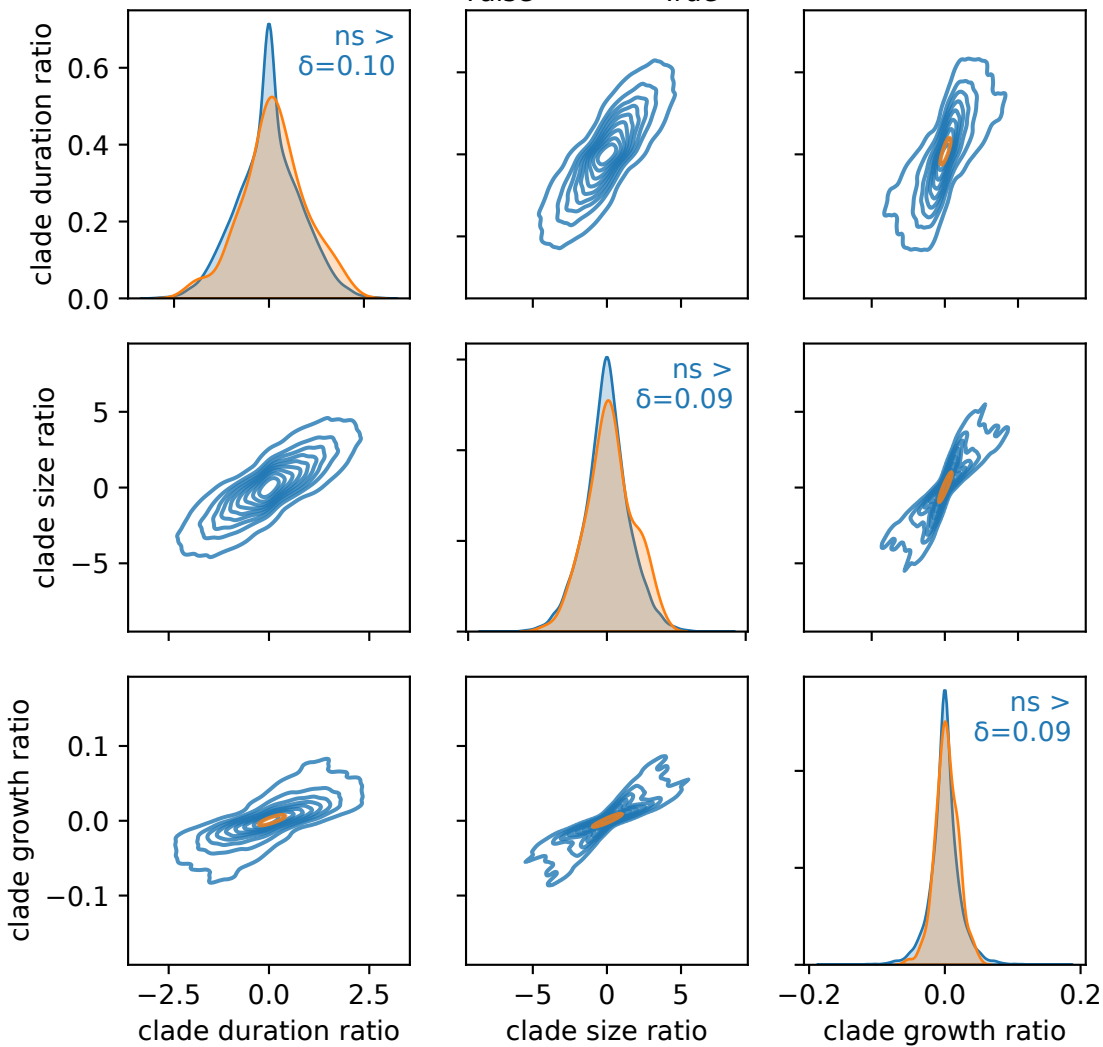 ns >
δ=0.10
clade duration ratio
0.6
0.4
0.2
0.0
ns >
δ=0.09
clade size ratio
5
0
−5
ns >
δ=0.09
clade growth ratio
0.1
0.0
−0.1
−2.5 0.0 2.5
−5 0 5
−0.2 0.0 0.2
clade duration ratio
clade size ratio
clade growth ratio